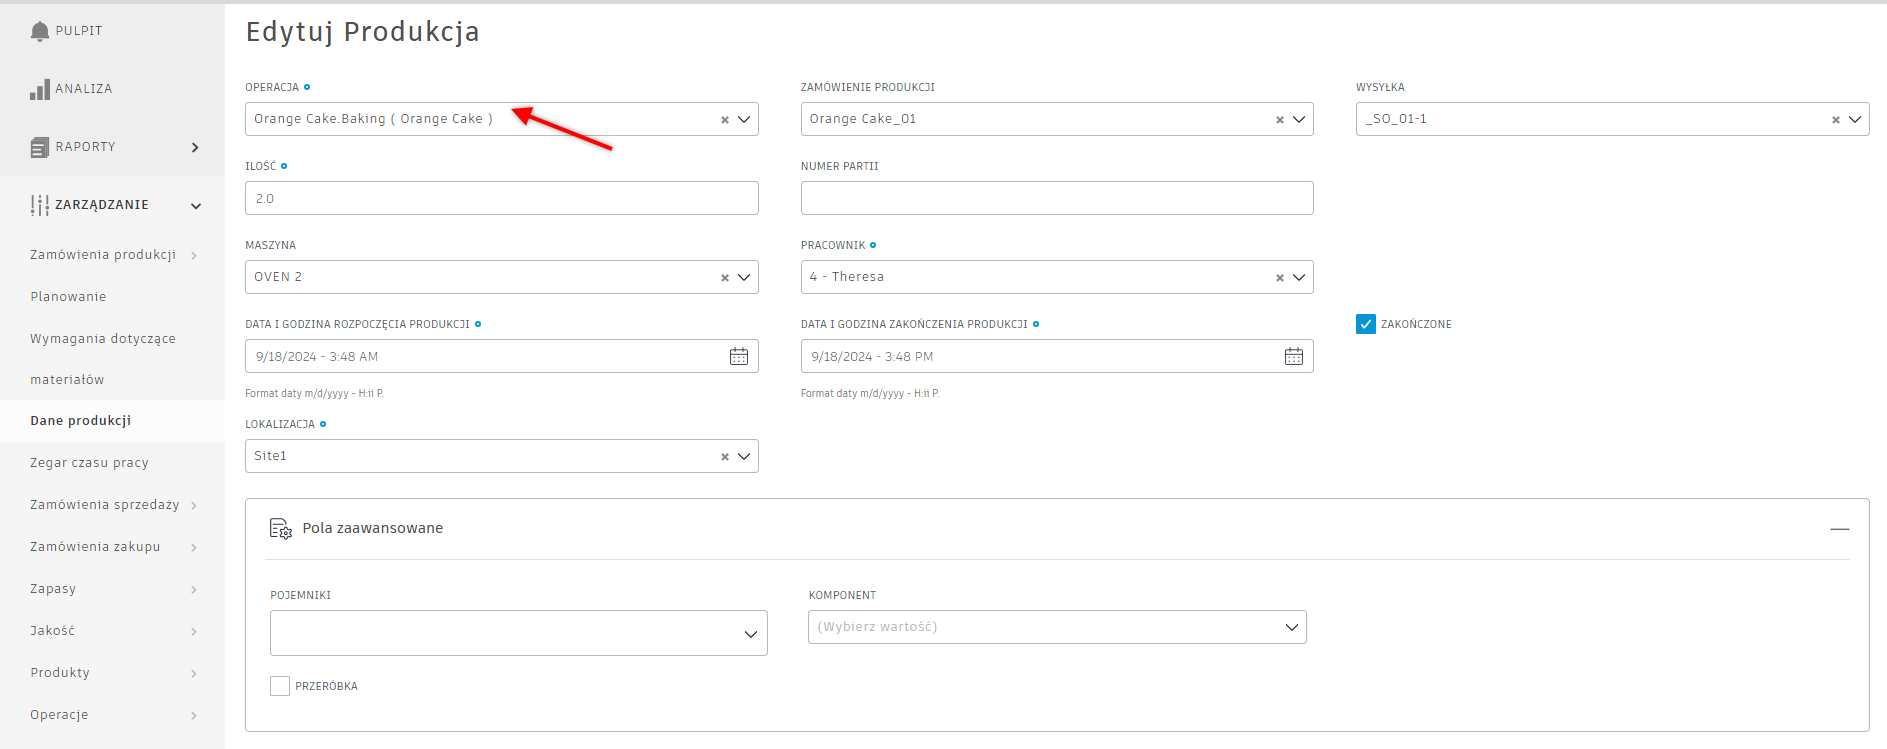 PULPIT
ANALIZA
RAPORTY
ZARZĄDZANIE
Zamówienia produkcji
Planowanie
Wymagania dotyczące
materiałów
Dane produkcji
Zegar czasu pracy
Zamówienia sprzedaży
Zamówienia zakupu
Zapasy
Jakość
Produkty
Operacje
Edytuj Produkcja
OPERACJA
Orange Cake.Baking ( Orange Cake )
ZAMÓWIENIE PRODUKCJI
Orange Cake_01
WYSYŁKA
_SO_01-1
ILOŚĆ
2.0
NUMER PARTII
MASZYNA
OVEN 2
PRACOWNIK
4 - Theresa
DATA I GODZINA ROZPOCZĘCIA PRODUKCJI
9/18/2024 - 3:48 AM
Format daty m/d/yyyy - H:ii P.
DATA I GODZINA ZAKOŃCZENIA PRODUKCJI
9/18/2024 - 3:48 PM
Format daty m/d/yyyy - H:ii P.
ZAKOŃCZONE
LOKALIZACJA
Site1
Pola zaawansowane
POJEMNIKI
KOMPONENT
(Wybierz wartość)
PRZERÓBKA